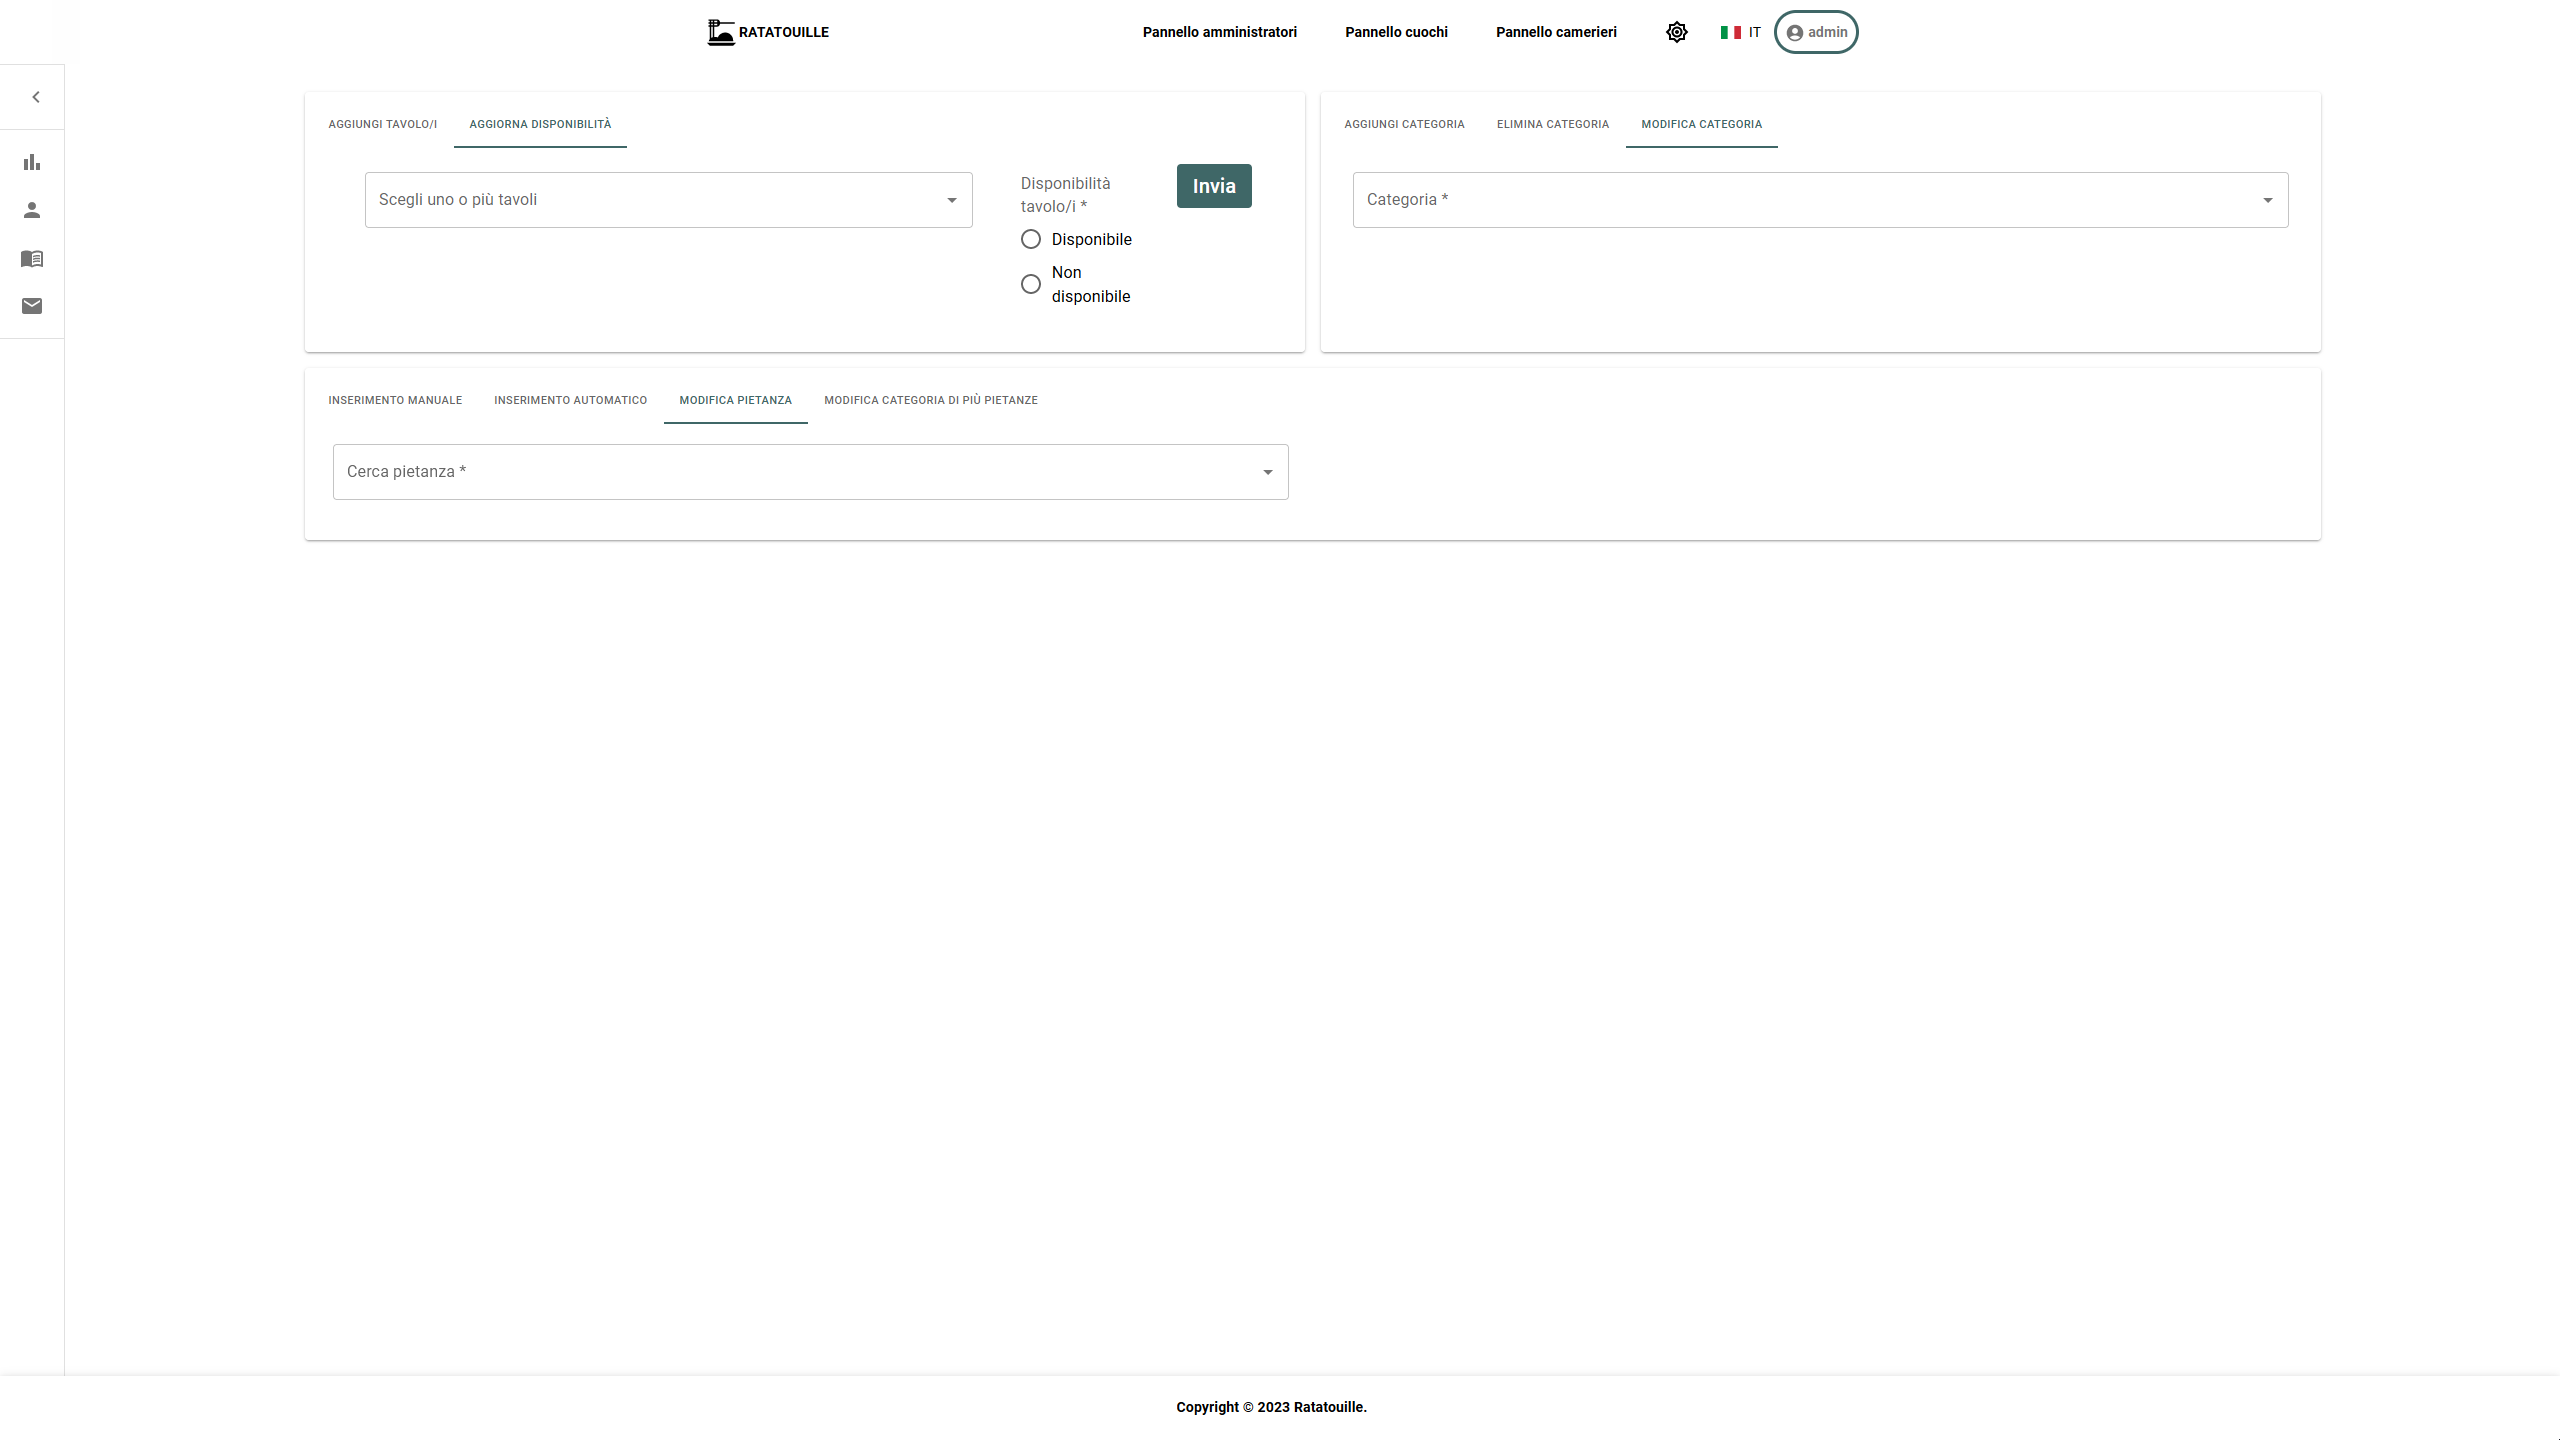 RATATOUILLE
Pannello amministratori
Pannello cuochi
Pannello camerieri
IT
admin
AGGIUNGI TAVOLO/I
AGGIORNA DISPONIBILITÀ
Scegli uno o più tavoli
Disponibilità
tavolo/i *
Disponibile
Non
disponibile
Invia
AGGIUNGI CATEGORIA
ELIMINA CATEGORIA
MODIFICA CATEGORIA
Categoria *
INSERIMENTO MANUALE
INSERIMENTO AUTOMATICO
MODIFICA PIETANZA
MODIFICA CATEGORIA DI PIÙ PIETANZE
Cerca pietanza *
Copyright © 2023 Ratatouille.